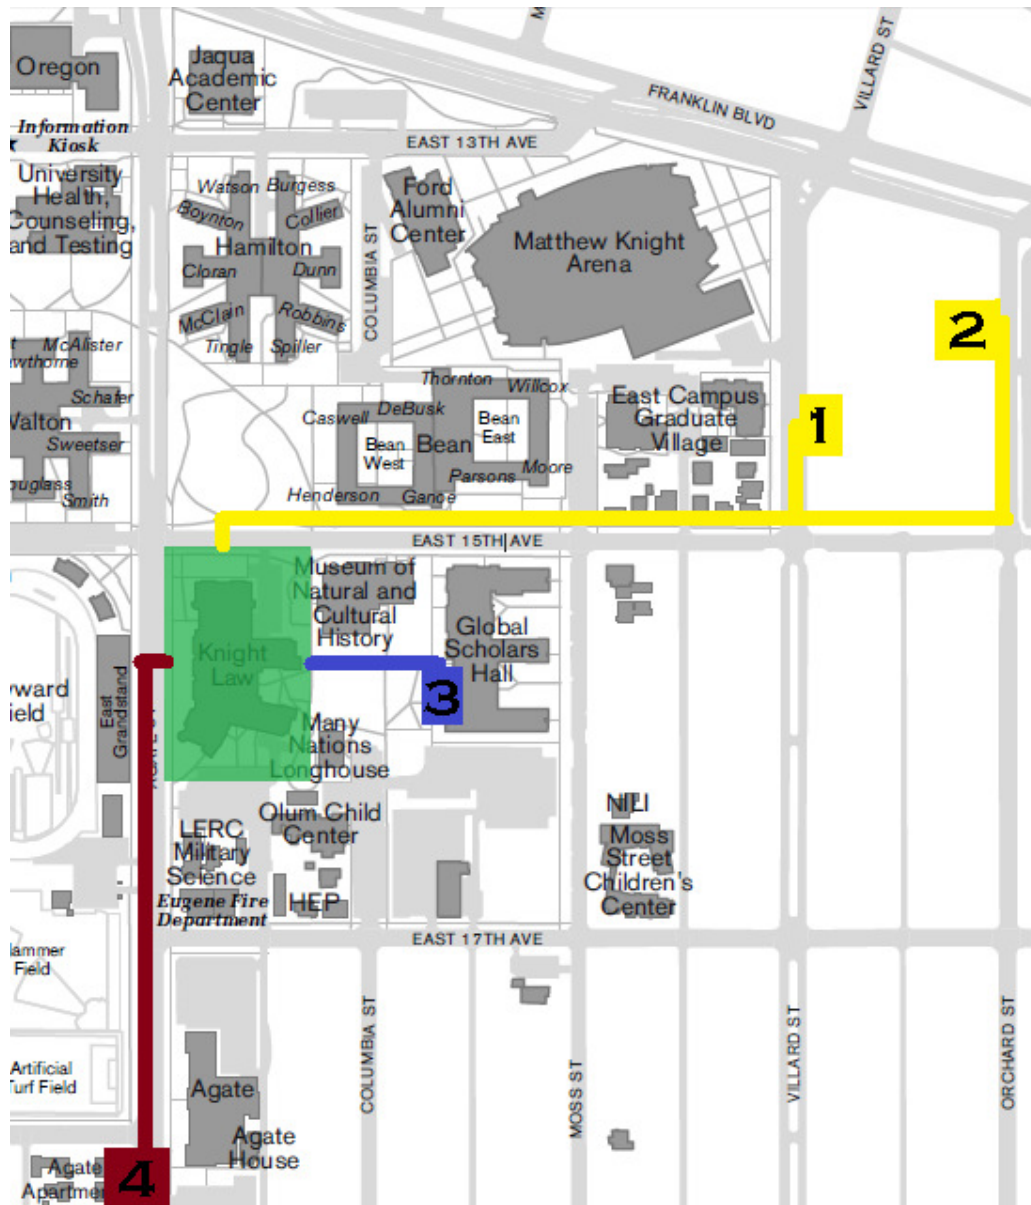 Oregon
Information
Kiosk
Jaqua
Academic
Center
M
FRANKLIN BLVD
VILLARD ST
EAST 13TH AVE
University
Health,
Counseling,
and Testing
Watson
Burgess
Boynton
Collier
Hamilton
Cloran
Dunn
McClain
Robbins
Tingle
Spiller
COLUMBIA ST
Ford
Alumni
Center
Matthew Knight
Arena
McAlister
Schafer
Sweetser
Smith
Thornton
Willcox
Caswell
DeBusk
Bean
West
Bean
Bean
East
Parsons
Moore
Henderson
Gance
East Campus
Graduate
Village
1
2
EAST 15TH AVE
Knight
Law
Museum of
Natural and
Cultural
History
Global
Scholars
Hall
3
East
Grandstand
Many
Nations
Longhouse
LERC
Military
Science
Eugene Fire
Department
Olum Child
Center
HEP
NILI
Moss
Street
Children's
Center
EAST 17TH AVE
Field
Artificial
Turf Field
Agate
Agate
House
COLUMBIA ST
MOSS ST
VILLARD ST
ORCHARD ST
Agate
4